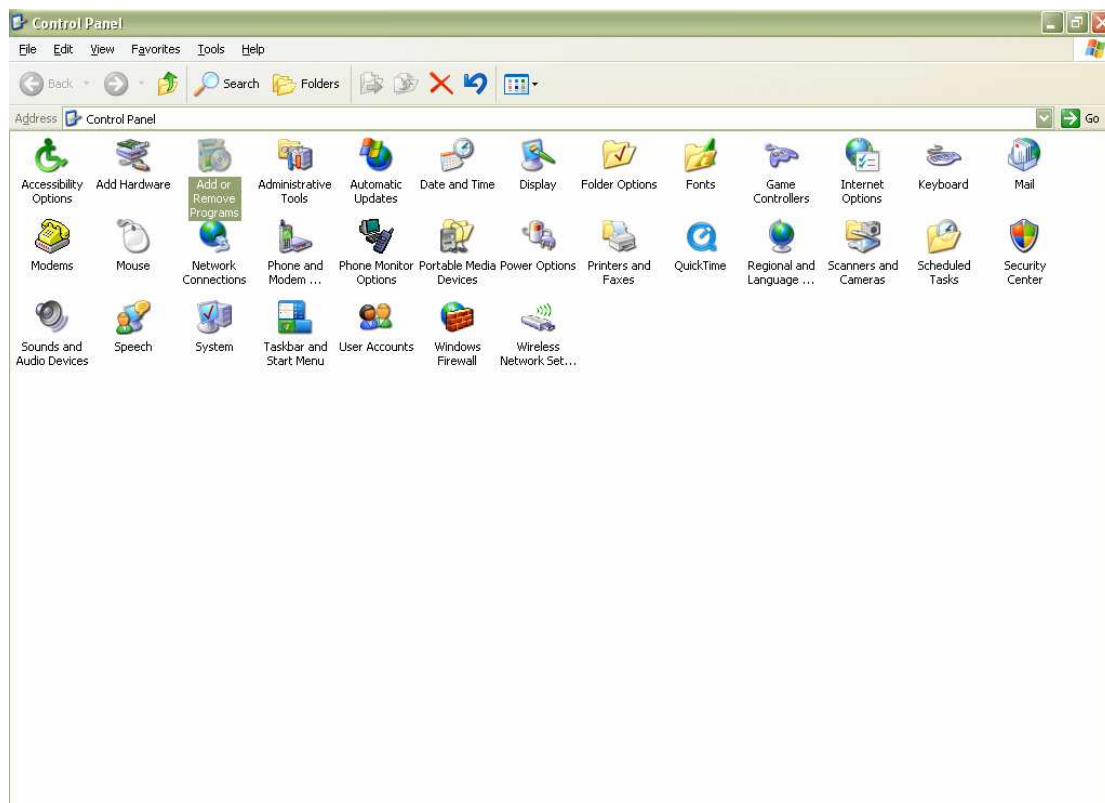 Control Panel
File Edit View Favorites Tools Help
Back Search Folders
Address Control Panel Go
Accessibility Options
Add Hardware
Add or Remove Programs
Administrative Tools
Automatic Updates
Date and Time
Display
Folder Options
Fonts
Game Controllers
Internet Options
Keyboard
Mail
Modems
Mouse
Network Connections
Phone and Modem ...
Phone Monitor Options
Portable Media Devices
Power Options
Printers and Faxes
QuickTime
Regional and Language ...
Scanners and Cameras
Scheduled Tasks
Security Center
Sounds and Audio Devices
Speech
System
Taskbar and Start Menu
User Accounts
Windows Firewall
Wireless Network Set...